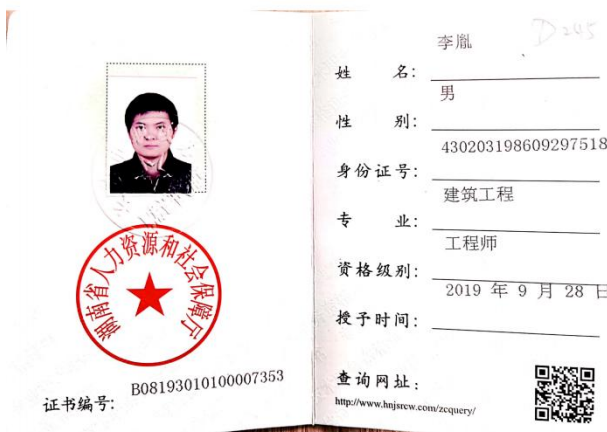 湖南省人力资源和社会保障厅
证书编号: B08193010100007353
D245
姓 名: 李胤
性 别: 男
身份证号: 430203198609297518
专 业: 建筑工程
资格级别: 工程师
授予时间: 2019 年 9 月 28 日
查询网址:
http://www.hnjsrcw.com/zcquery/